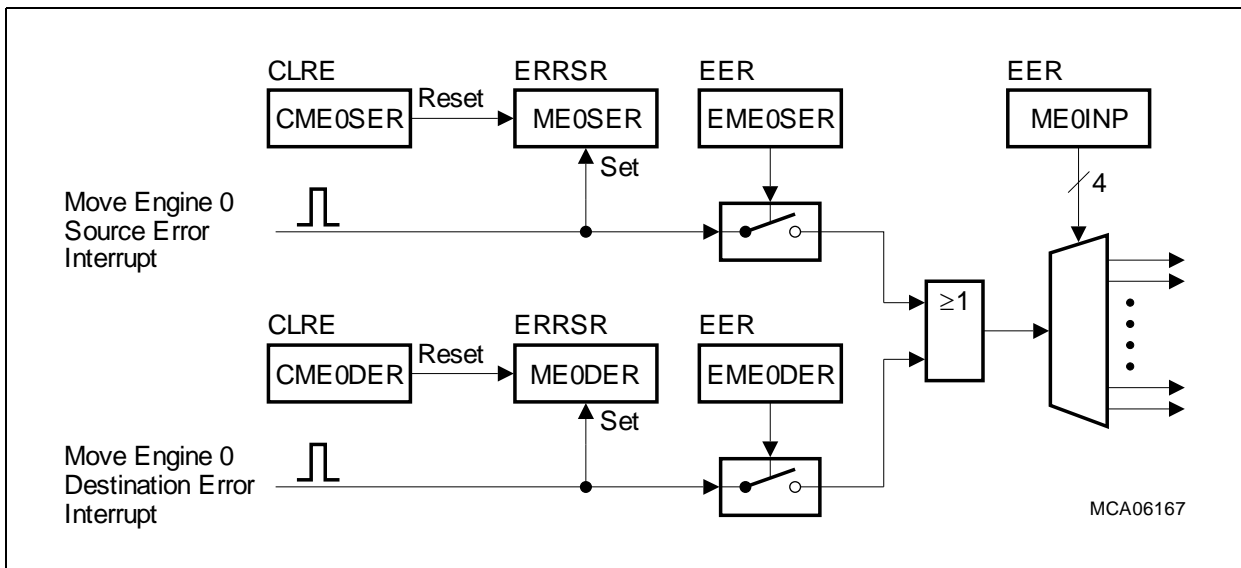 CLRE
ERRSR
EER
EER
CME0SER
Reset
ME0SER
EME0SER
ME0INP
Set
4
Move Engine 0
Source Error
Interrupt
≥1
CLRE
ERRSR
EER
CME0DER
Reset
ME0DER
EME0DER
Set
Move Engine 0
Destination Error
Interrupt
MCA06167